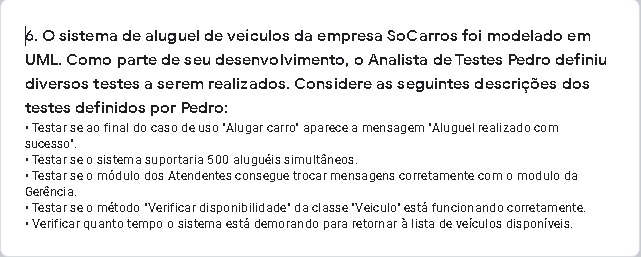 6. O sistema de aluguel de veículos da empresa SoCarros foi modelado em
UML. Como parte de seu desenvolvimento, o Analista de Testes Pedro definiu
diversos testes a serem realizados. Considere as seguintes descrições dos
testes definidos por Pedro:
• Testar se ao final do caso de uso "Alugar carro" aparece a mensagem "Aluguel realizado com
sucesso".
• Testar se o sistema suportaria 500 aluguéis simultâneos.
• Testar se o módulo dos Atendentes consegue trocar mensagens corretamente com o modulo da
Gerência.
• Testar se o método "Verificar disponibilidade" da classe "Veiculo" está funcionando corretamente.
• Verificar quanto tempo o sistema está demorando para retornar à lista de veículos disponíveis.